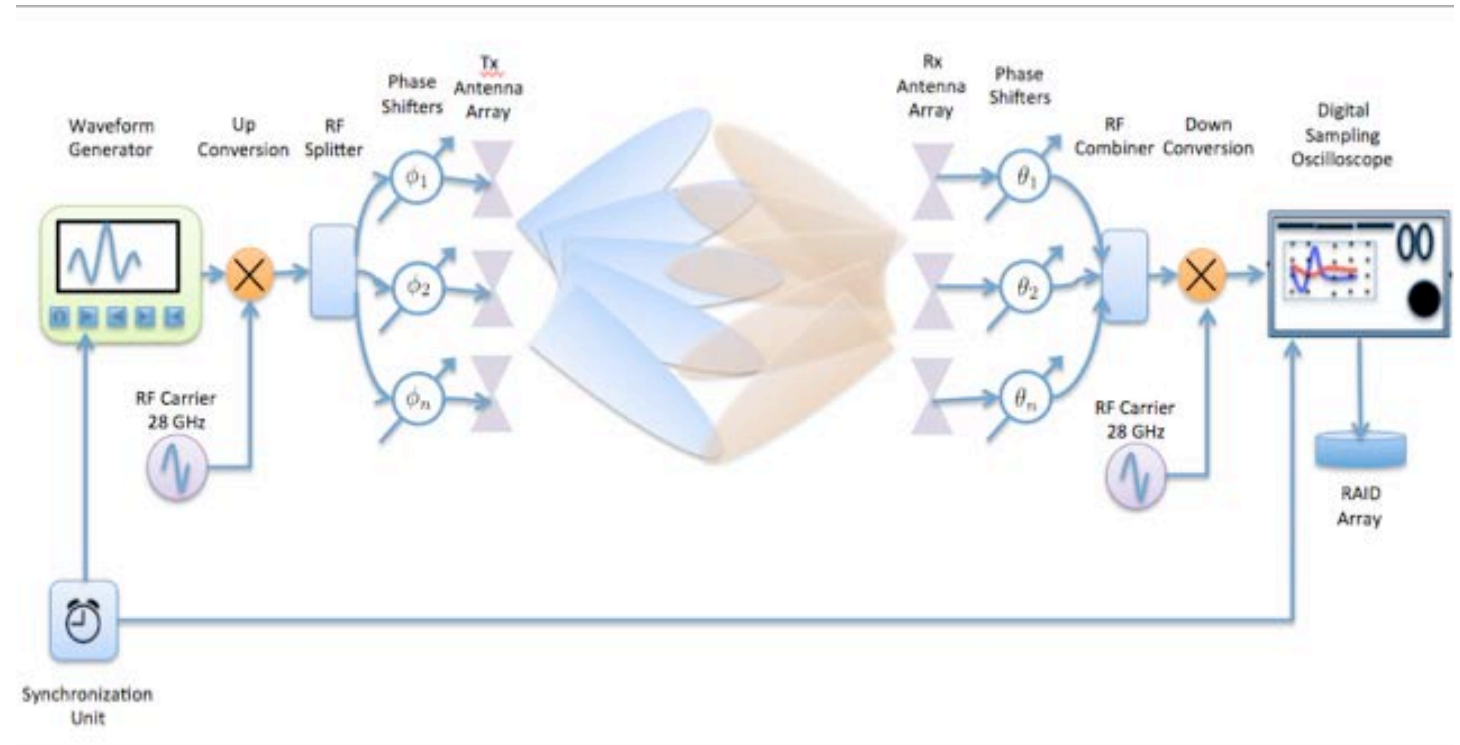 Waveform
Generator
Up
Conversion
RF
Splitter
Phase
Shifters
Tx
Antenna
Array
Rx
Antenna
Array
Phase
Shifters
RF
Combiner
Down
Conversion
Digital
Sampling
Oscilloscope
ϕ₁
ϕ₂
ϕₙ
θ₁
θ₂
θₙ
RF Carrier
28 GHz
RF Carrier
28 GHz
RAID
Array
Synchronization
Unit